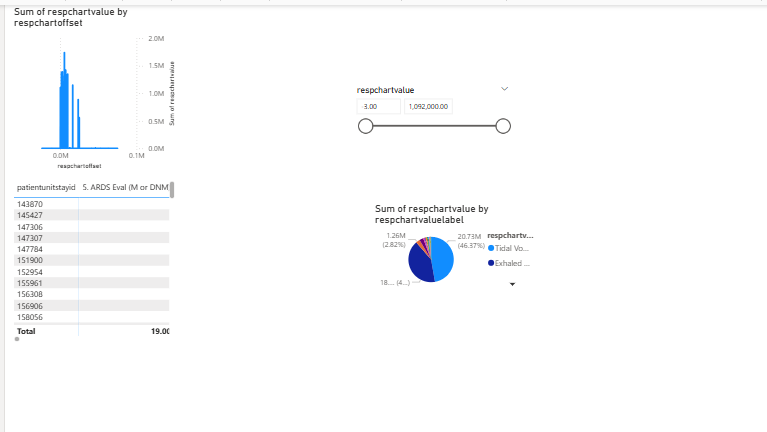 Sum of respchartvalue by
respchartoffset
2.0M
1.5M
1.0M
0.5M
0.0M
0.0M 0.1M
respchartoffset
Sum of respchartvalue
patientunitstayid S. ARDS Eval (M or DNM
143870
145427
147306
147307
147784
151900
152954
155961
156308
156906
158056
Total 19.00
respchartvalue
3.00 1,092,000.00
Sum of respchartvalue by
respchartvaluelabel
1.26M
(2.82%)
20.73M
(46.37%)
18... (4...)
respchartv...
Tidal Vo...
Exhaled ...